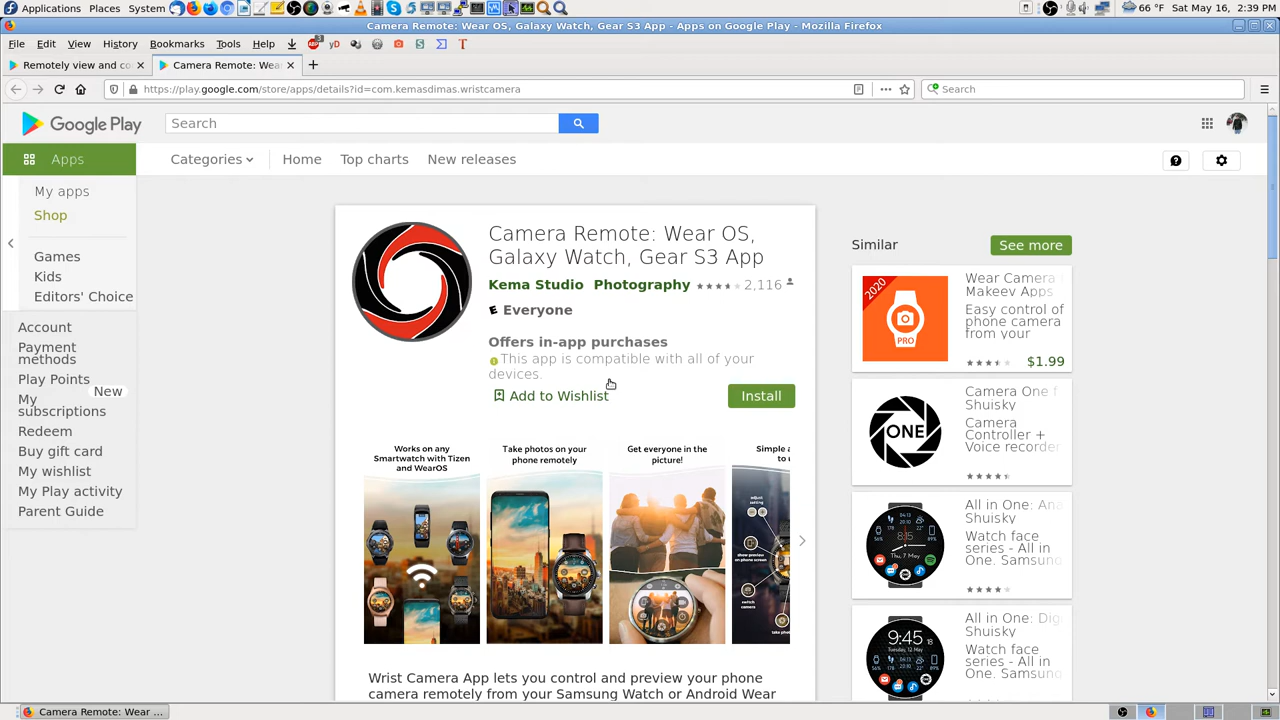 Applications Places System 66 °F Sat May 16, 2:39 PM
Camera Remote: Wear OS, Galaxy Watch, Gear S3 App - Apps on Google Play - Mozilla Firefox
File Edit View History Bookmarks Tools Help
Remotely view and co
Camera Remote: Wea
https://play.google.com/store/apps/details?id=com.kemasdimas.wristcamera
Search
Google Play
Search
Apps
Categories
Home
Top charts
New releases
My apps
Shop
Games
Kids
Editors' Choice
Account
Payment
methods
Play Points
New
My
subscriptions
Redeem
Buy gift card
My wishlist
My Play activity
Parent Guide
Camera Remote: Wear OS,
Galaxy Watch, Gear S3 App
Kema Studio Photography 2,116
E Everyone
Offers in-app purchases
This app is compatible with all of your
devices.
Add to Wishlist
Install
Works on any
Smartwatch with Tizen
and WearOS
Take photos on your
phone remotely
Get everyone in the
picture!
Simple a
to u
Wrist Camera App lets you control and preview your phone
camera remotely from your Samsung Watch or Android Wear
Similar
See more
2020
PRO
Wear Camera
Makeev Apps
Easy control of
phone camera
from your
$1.99
ONE
Camera One f
Shuisky
Camera
Controller +
Voice recorder
All in One: Ana
Shuisky
Watch face
series - All in
One. Samsung
All in One: Dig
Shuisky
Watch face
series - All in
One. Samsung
9:45
Camera Remote: Wear ...